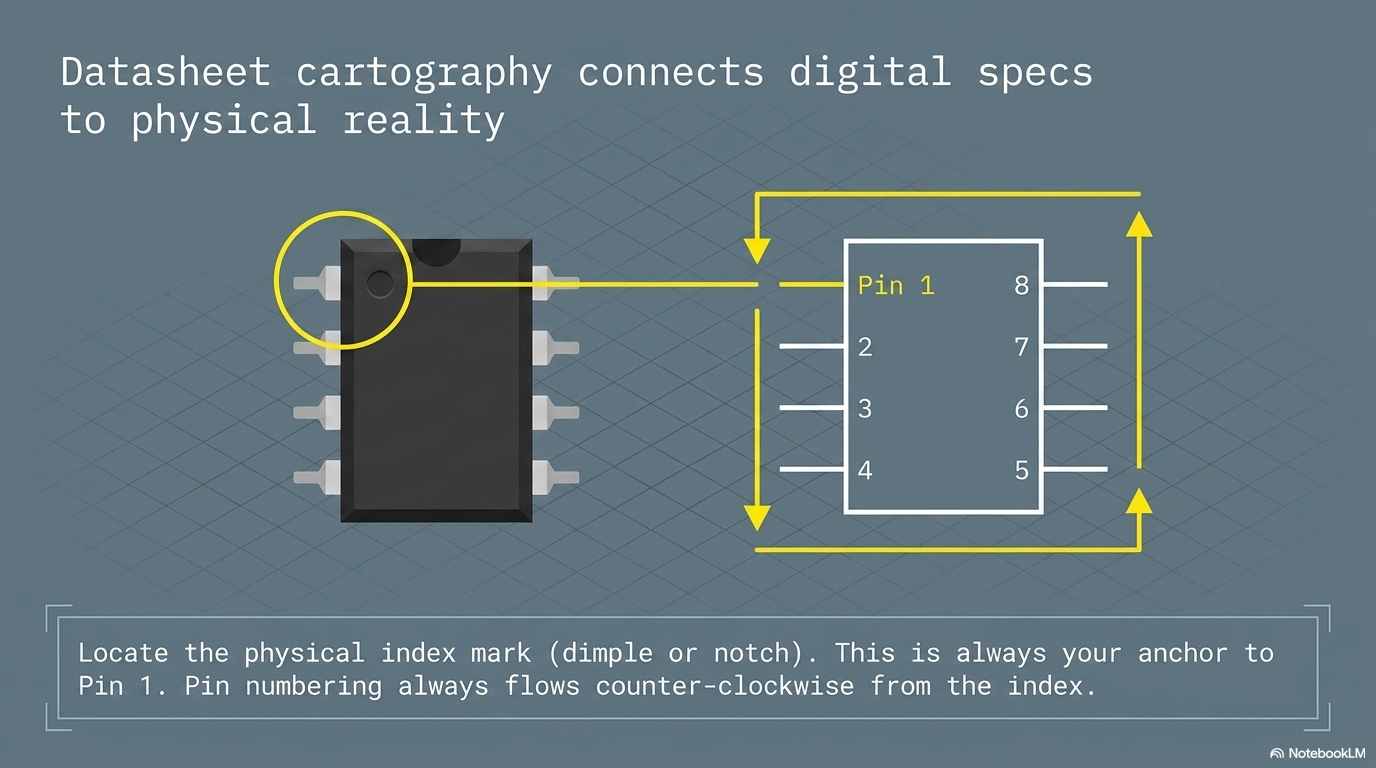 Datasheet cartography connects digital specs
to physical reality
Pin 1
8
2
7
3
6
4
5
Locate the physical index mark (dimple or notch). This is always your anchor to
Pin 1. Pin numbering always flows counter-clockwise from the index.
NotebookLM